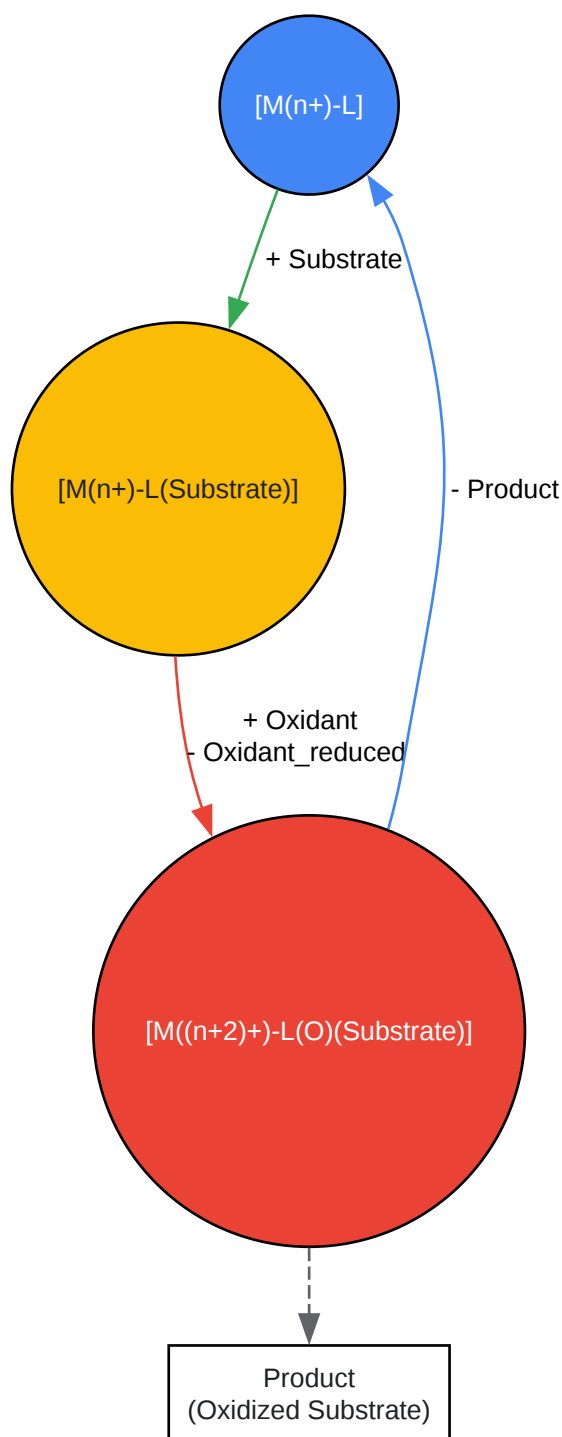 [M(n+)-L]
+ Substrate
[M(n+)-L(Substrate)]
- Product
+ Oxidant
- Oxidant_reduced
[M((n+2)+)-L(O)(Substrate)]
Product
(Oxidized Substrate)